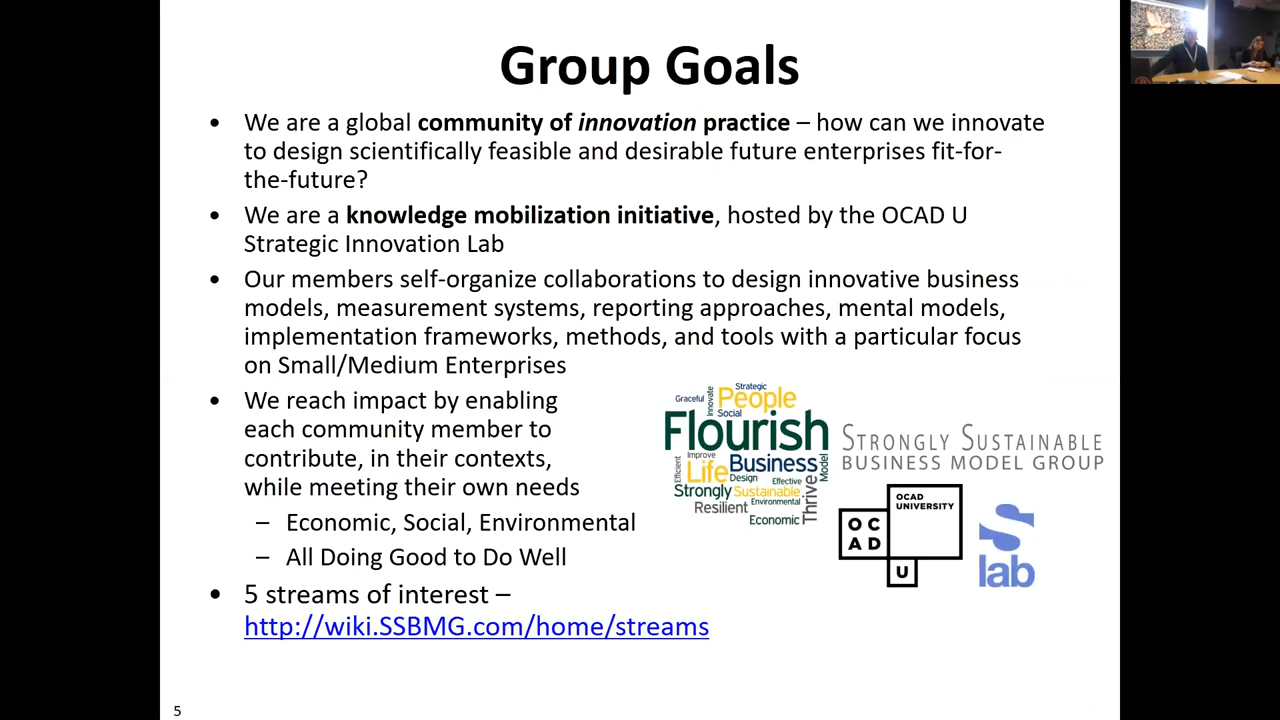 Group Goals
• We are a global community of innovation practice – how can we innovate
to design scientifically feasible and desirable future enterprises fit-for-
the-future?
• We are a knowledge mobilization initiative, hosted by the OCAD U
Strategic Innovation Lab
• Our members self-organize collaborations to design innovative business
models, measurement systems, reporting approaches, mental models,
implementation frameworks, methods, and tools with a particular focus
on Small/Medium Enterprises
• We reach impact by enabling
each community member to
contribute, in their contexts,
while meeting their own needs
– Economic, Social, Environmental
– All Doing Good to Do Well
• 5 streams of interest –
http://wiki.SSBMG.com/home/streams
Strategic
Graceful
Innovate
People
Social
Flourish
Improve
Efficient
Life
Business
Model
Design
Effective
Strongly
Sustainable
Environmental
Resilient
Thrive
Economic
STRONGLY SUSTAINABLE
BUSINESS MODEL GROUP
OCAD
UNIVERSITY
OC
AD
U
S
lab
5